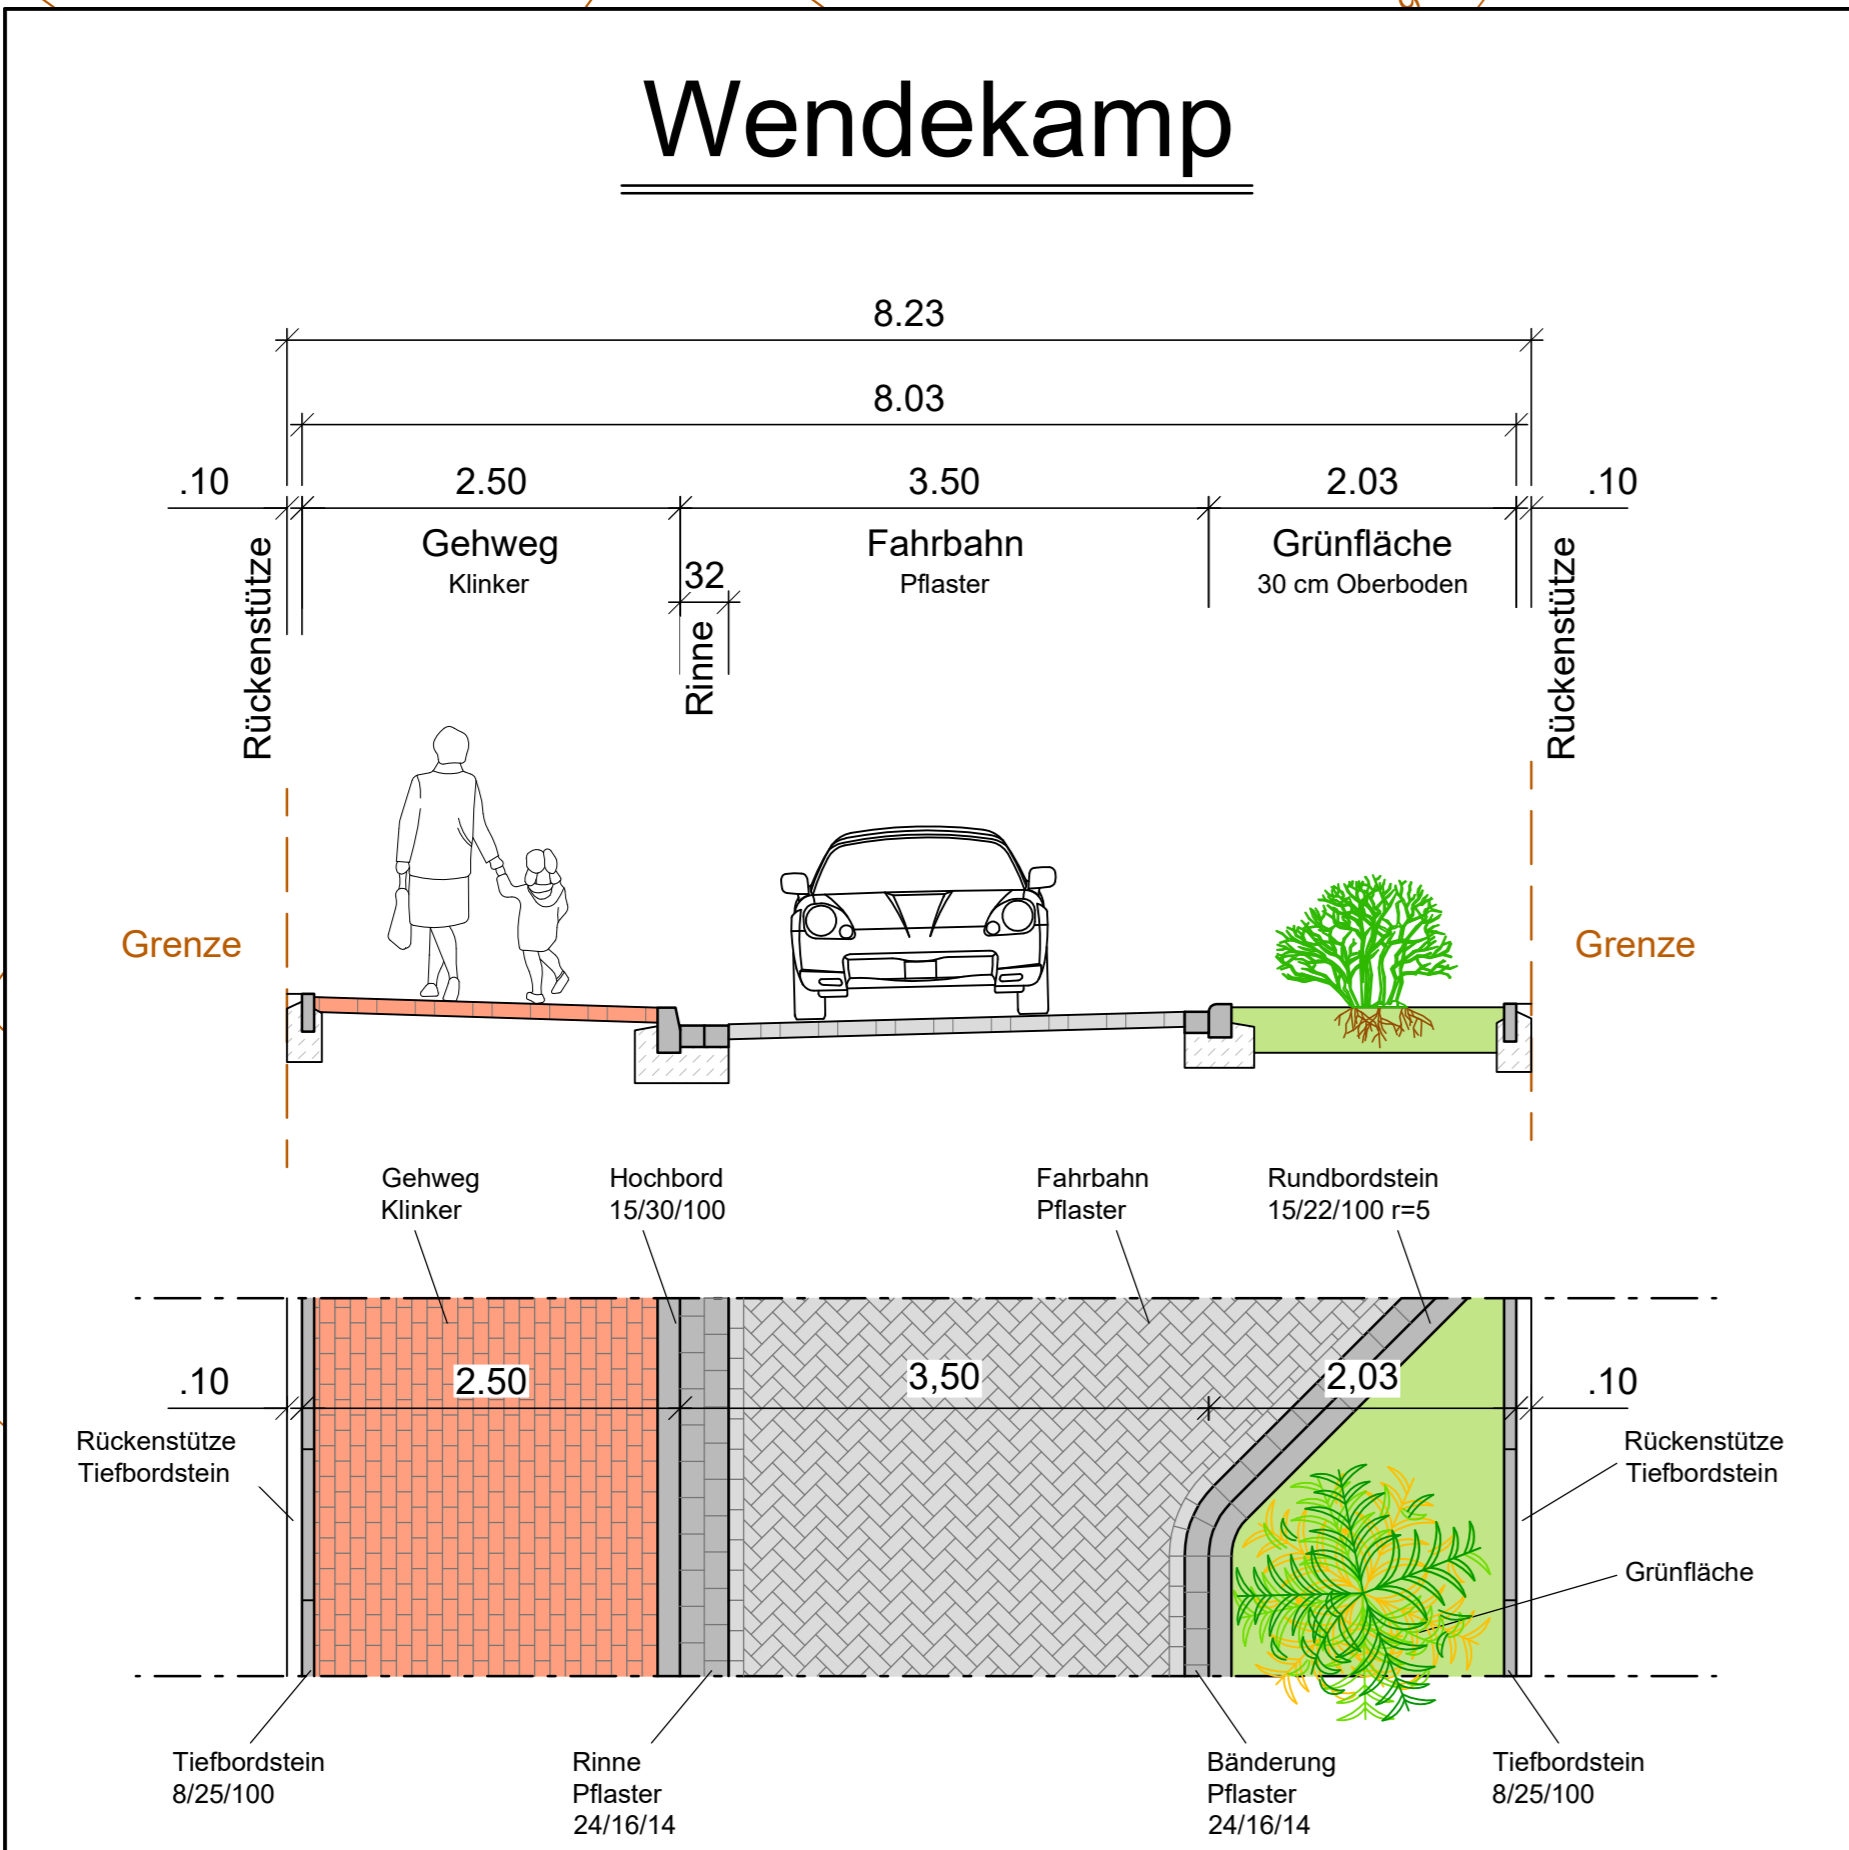 Wendekamp
8.23
8.03
.10
2.50
3.50
2.03
.10
Gehweg
Klinker
32
Fahrbahn
Pflaster
Grünfläche
30 cm Oberboden
Rückenstütze
Rinne
Rückenstütze
Grenze
Grenze
Gehweg
Klinker
Hochbord
15/30/100
Fahrbahn
Pflaster
Rundbordstein
15/22/100 r=5
.10
2.50
3,50
2,03
.10
Rückenstütze
Tiefbordstein
Rückenstütze
Tiefbordstein
Grünfläche
Tiefbordstein
8/25/100
Rinne
Pflaster
24/16/14
Bänderung
Pflaster
24/16/14
Tiefbordstein
8/25/100